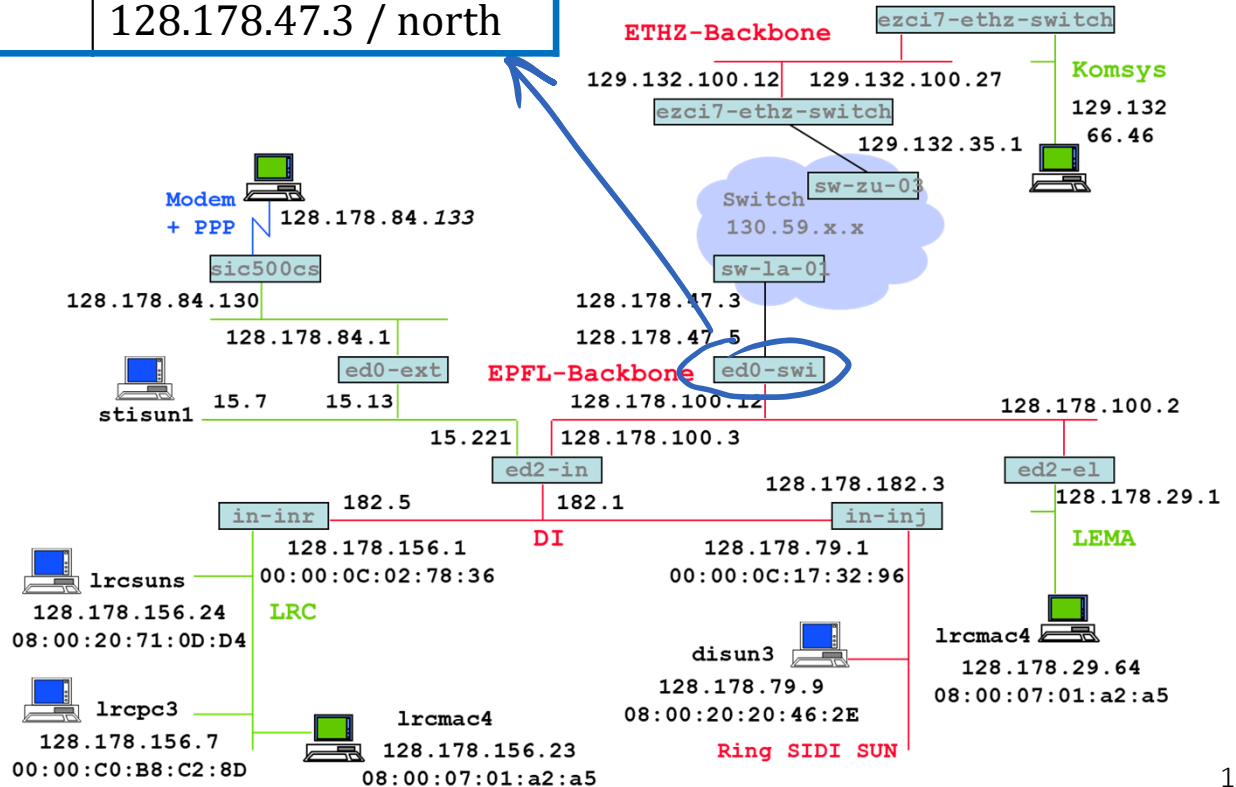 128.178.47.3 / north
ezci7-ethz-switch
ETHZ-Backbone
129.132.100.12
129.132.100.27
Komsys
ezci7-ethz-switch
129.132
66.46
129.132.35.1
Modem
+ PPP
128.178.84.133
Switch
130.59.x.x
sw-zu-03
sic500cs
sw-la-01
128.178.84.130
128.178.47.3
128.178.84.1
128.178.47.5
ed0-ext
EPFL-Backbone
ed0-swi
stisun1
15.7
15.13
128.178.100.12
128.178.100.2
15.221
128.178.100.3
ed2-in
ed2-el
128.178.182.3
128.178.29.1
in-inr
182.5
182.1
in-inj
DI
LEMA
128.178.156.1
00:00:0C:02:78:36
128.178.79.1
00:00:0C:17:32:96
lrcsuns
128.178.156.24
08:00:20:71:0D:D4
LRC
disun3
128.178.79.9
08:00:20:20:46:2E
lrcmac4
128.178.29.64
08:00:07:01:a2:a5
lrcpc3
128.178.156.7
00:00:C0:B8:C2:8D
lrcmac4
128.178.156.23
08:00:07:01:a2:a5
Ring SIDI SUN
1